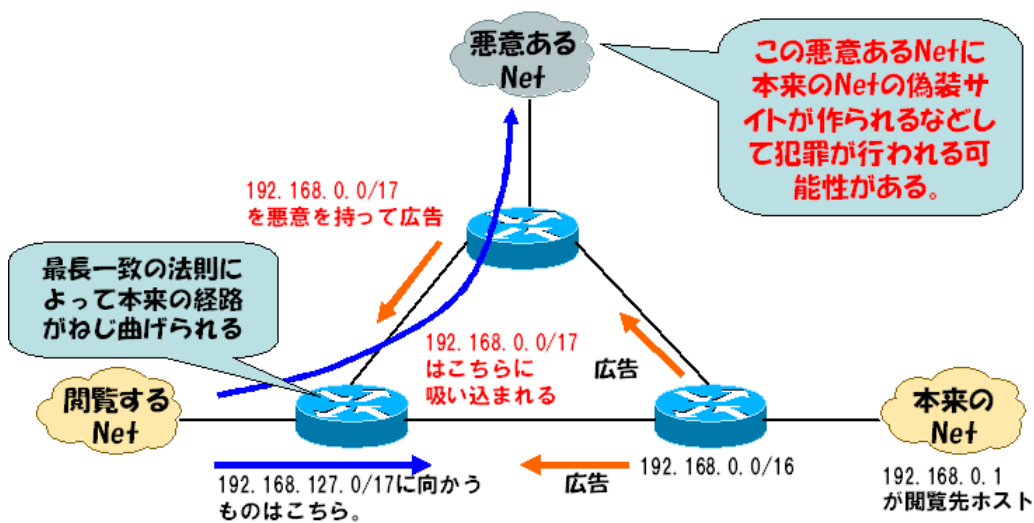 悪意ある
Net
この悪意あるNetに
本来のNetの偽装サ
イトが作られるなどし
て犯罪が行われる可
能性がある。
192.168.0.0/17
を悪意を持って広告
最長一致の法則に
よって本来の経路
がねじ曲げられる
192.168.0.0/17
はこちらに
吸い込まれる
広告
閲覧する
Net
本来の
Net
192.168.127.0/17に向かう
ものはこちら。
広告
192.168.0.0/16
192.168.0.1
が閲覧先ホスト